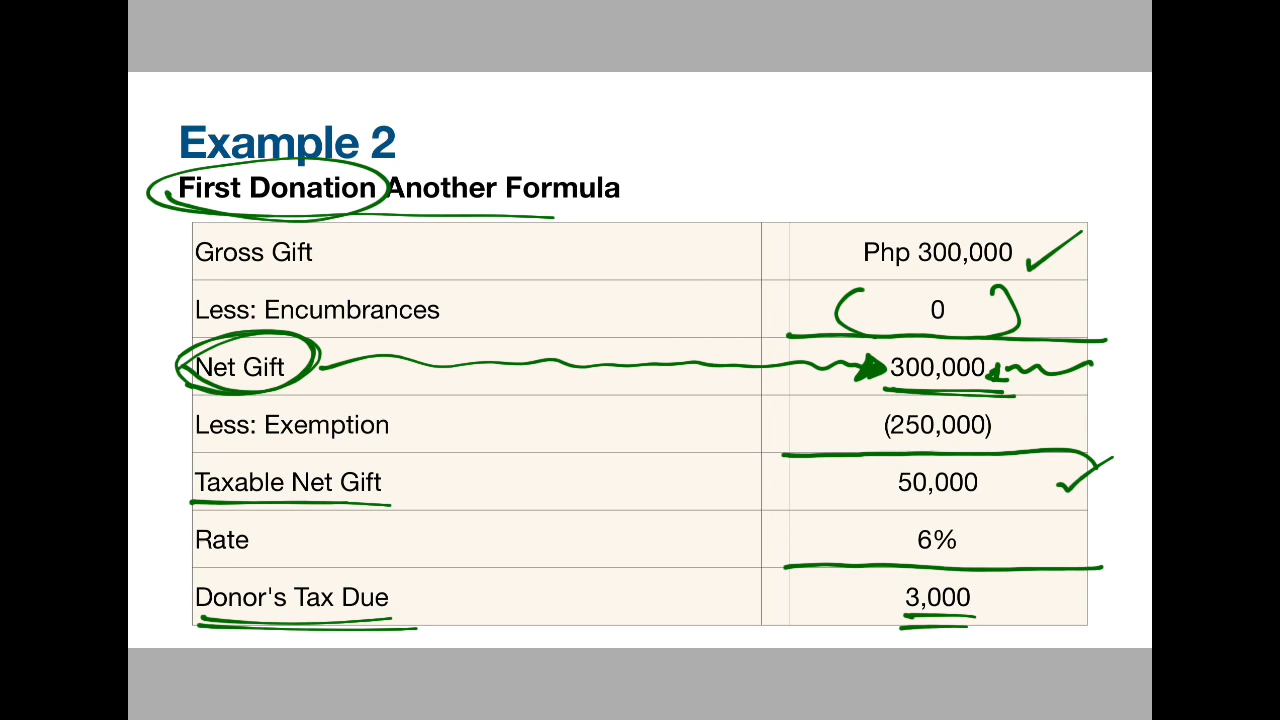 Example 2
First Donation Another Formula
Gross Gift Php 300,000
Less: Encumbrances 0
Net Gift 300,000
Less: Exemption (250,000)
Taxable Net Gift 50,000
Rate 6%
Donor's Tax Due 3,000